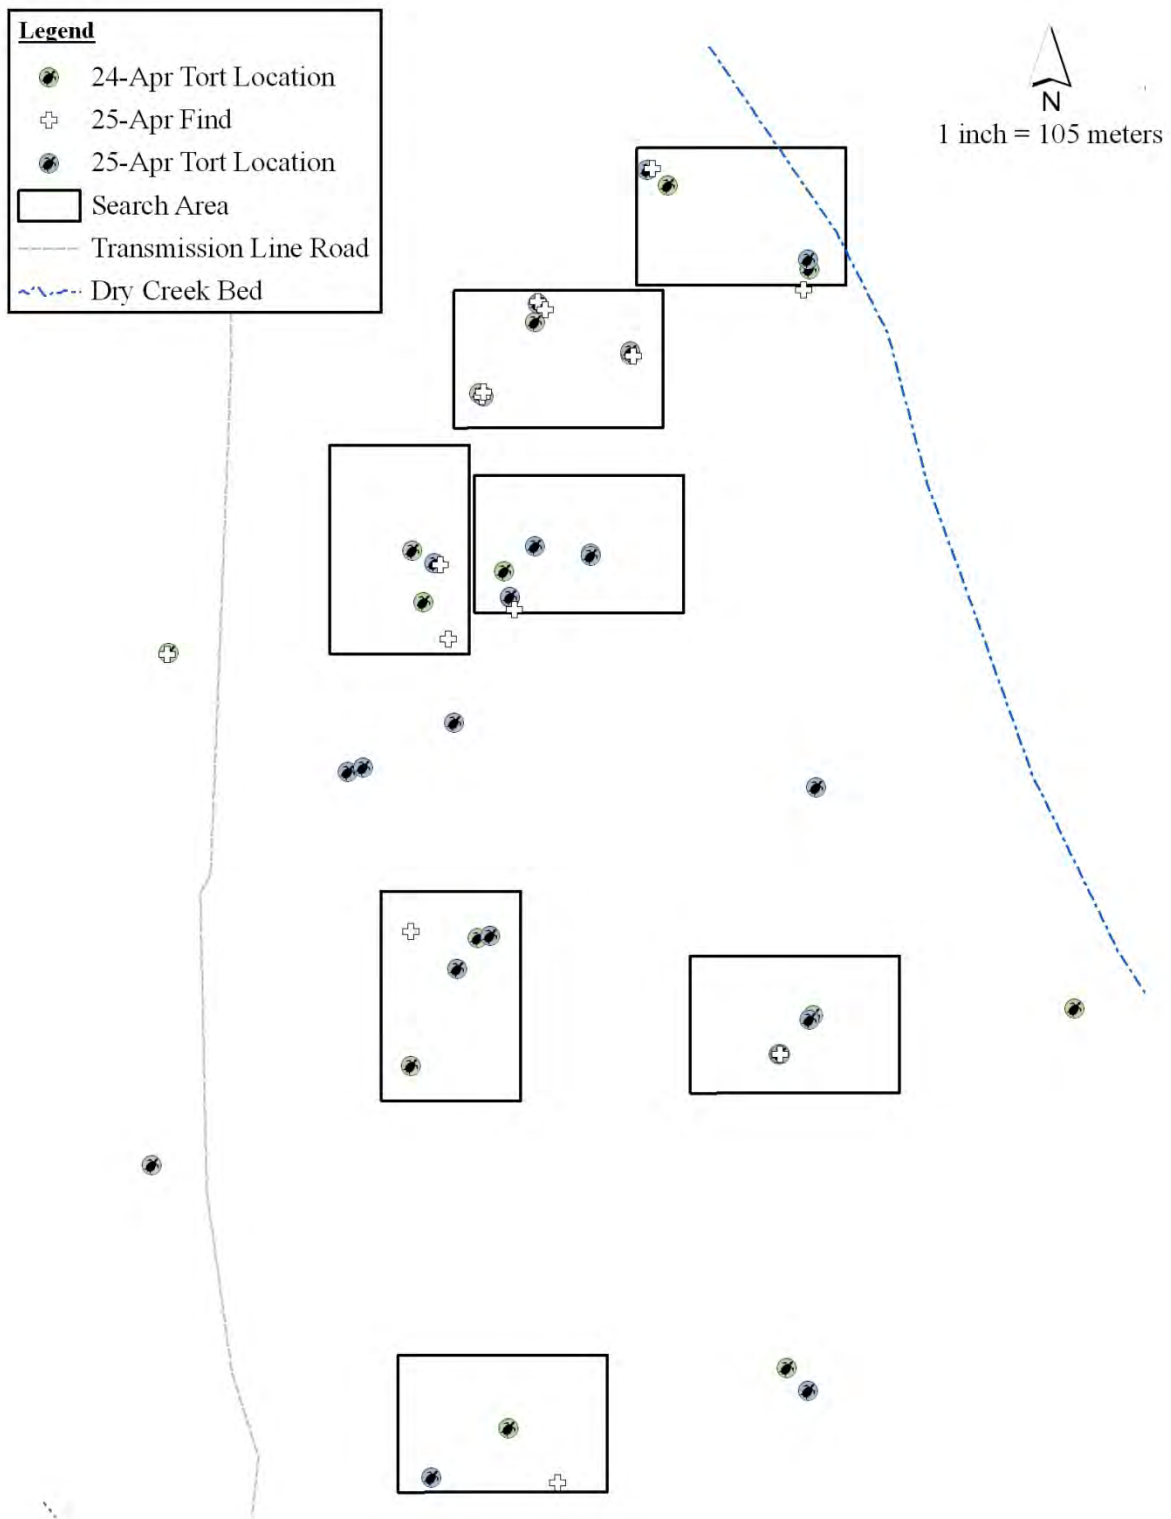 Legend
24-Apr Tort Location
25-Apr Find
25-Apr Tort Location
Search Area
Transmission Line Road
Dry Creek Bed
N
1 inch = 105 meters